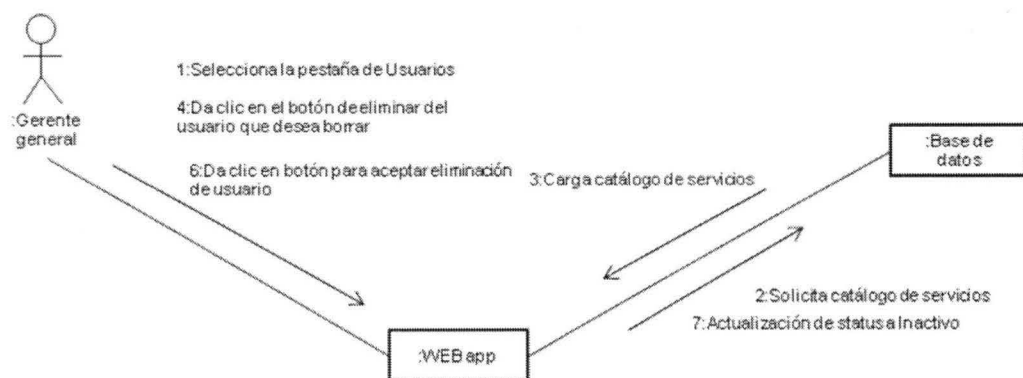 1:Selecciona la pestaña de Usuarios
4:Da clic en el botón de eliminar del
usuario que desea borrar
:Gerente
general
6:Da clic en botón para aceptar eliminación
de usuario
3:Carga catálogo de servicios
:Base de
datos
2:Solicita catálogo de servicios
7:Actualización de status a Inactivo
:WEB app